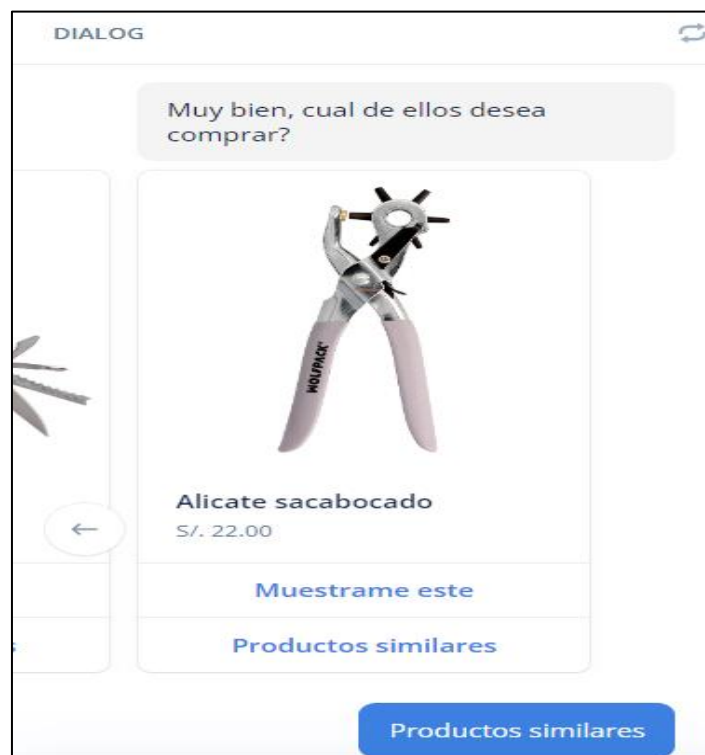 DIALOG
Muy bien, cual de ellos desea
comprar?
WOLFPACK
Alicate sacabocado
S/. 22.00
Muestrame este
Productos similares
s
Productos similares